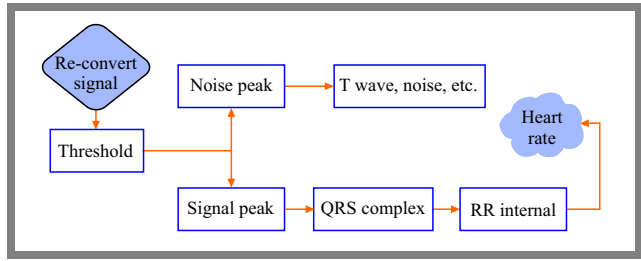 Re-convert
signal
Noise peak
T wave, noise, etc.
Heart
rate
Threshold
Signal peak
QRS complex
RR internal